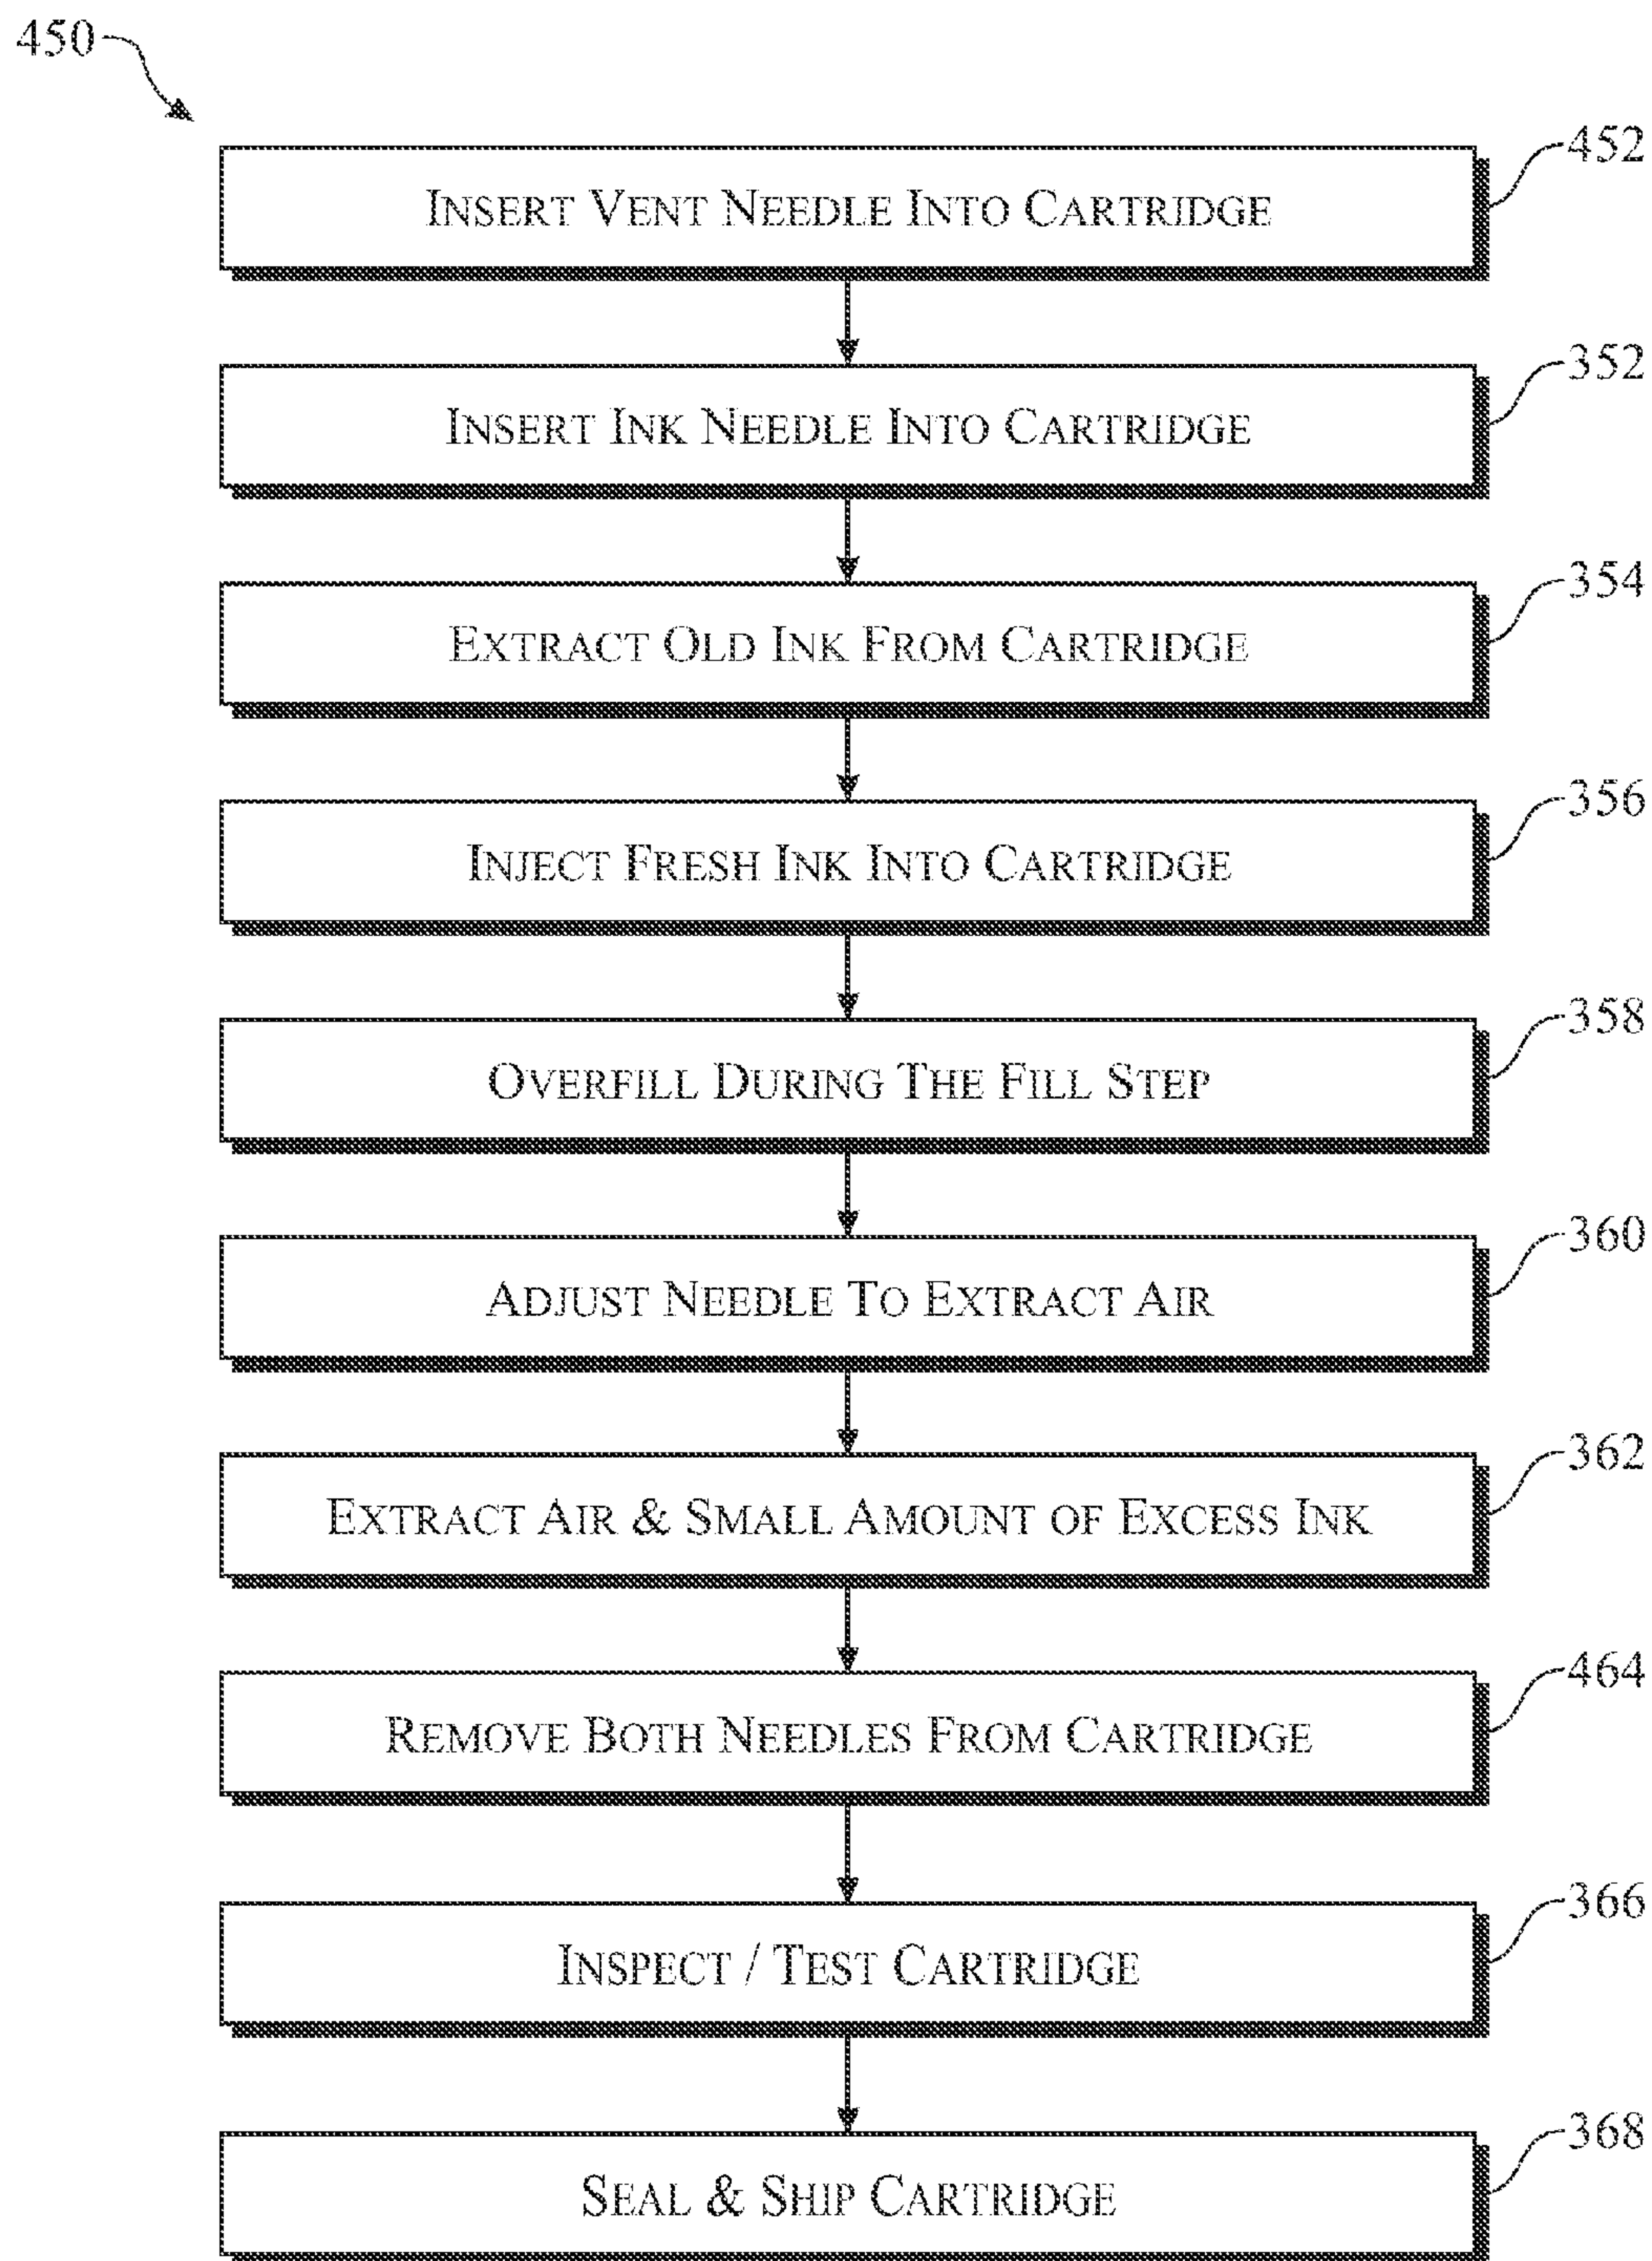 450
INSERT VENT NEEDLE INTO CARTRIDGE
452
INSERT INK NEEDLE INTO CARTRIDGE
352
EXTRACT OLD INK FROM CARTRIDGE
354
INJECT FRESH INK INTO CARTRIDGE
356
OVERFILL DURING THE FILL STEP
358
ADJUST NEEDLE TO EXTRACT AIR
360
EXTRACT AIR & SMALL AMOUNT OF EXCESS INK
362
REMOVE BOTH NEEDLES FROM CARTRIDGE
464
INSPECT / TEST CARTRIDGE
366
SEAL & SHIP CARTRIDGE
368